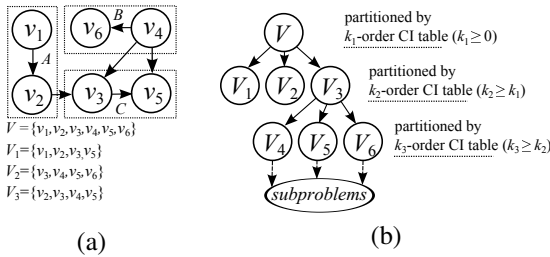 v1
v6
B
v4
A
v2
v3
C
v5
V={v1,v2,v3,v4,v5,v6}
V1={v1,v2,v3,v5}
V2={v3,v4,v5,v6}
V3={v2,v3,v4,v5}
(a)
V
partitioned by
k1-order CI table (k1≥0)
V1
V2
V3
partitioned by
k2-order CI table (k2≥k1)
V4
V5
V6
partitioned by
k3-order CI table (k3≥k2)
subproblems
(b)